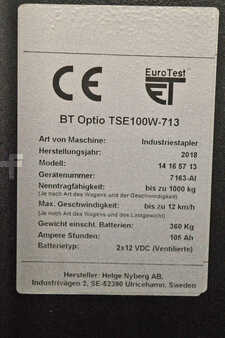 CE
EuroTest
ET
BT Optio TSE100W-713
Art von Maschine: Industriestapler
Herstellungsjahr: 2018
Modell: 14 16 57 13
Gerätenummer: 7163-AI
Nenntragfähigkeit: bis zu 1000 kg
(Je nach Art des Wagens und der Geschwindigkeit)
Max. Geschwindigkeit: bis zu 12 km/h
(Je nach Art des Wagens und des Lastgewicht)
Gewicht einschl. Batterien: 360 Kg
Ampere Stunden: 105 Ah
Batterietyp: 2x12 VDC (Ventilierte)
Hersteller: Helge Nyberg AB,
Industrivägen 2, SE-52390 Ulricehamn, Sweden